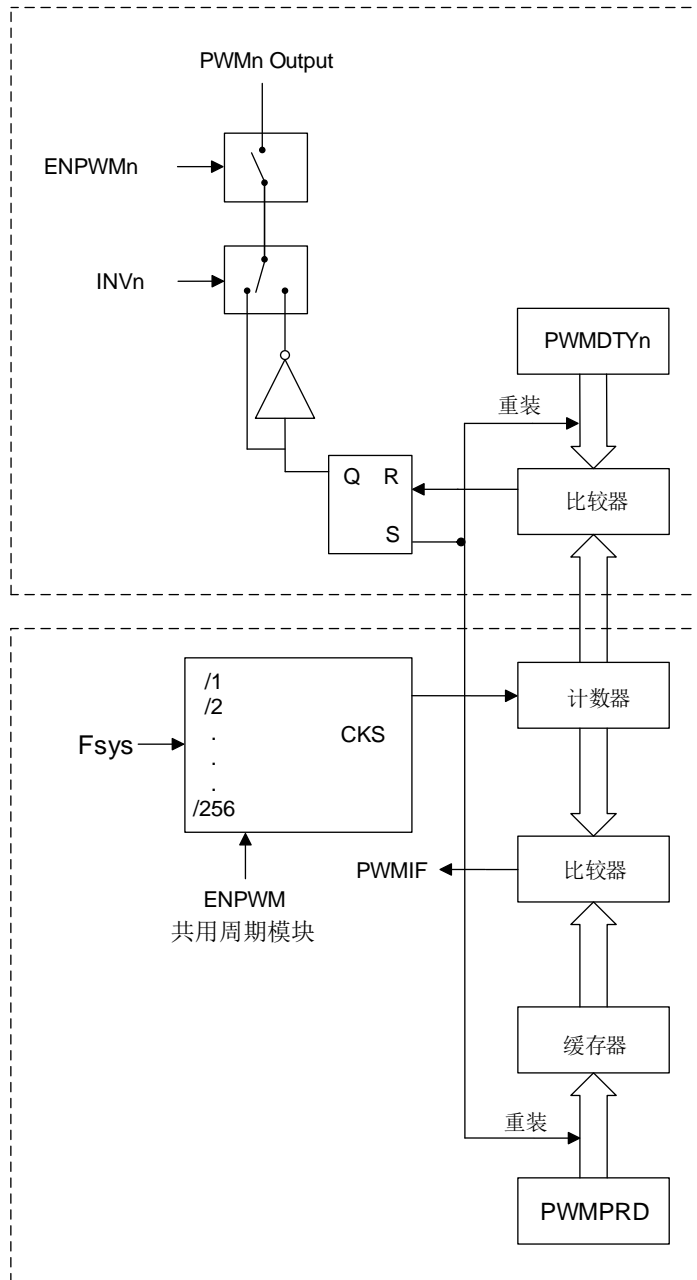 PWMn Output
ENPWMn
INVn
PWMDTYn
重装
Q R
S
比较器
/1
/2
.
.
.
/256
CKS
Fsys
计数器
ENPWM
共用周期模块
PWMIF
比较器
缓存器
重装
PWMPRD